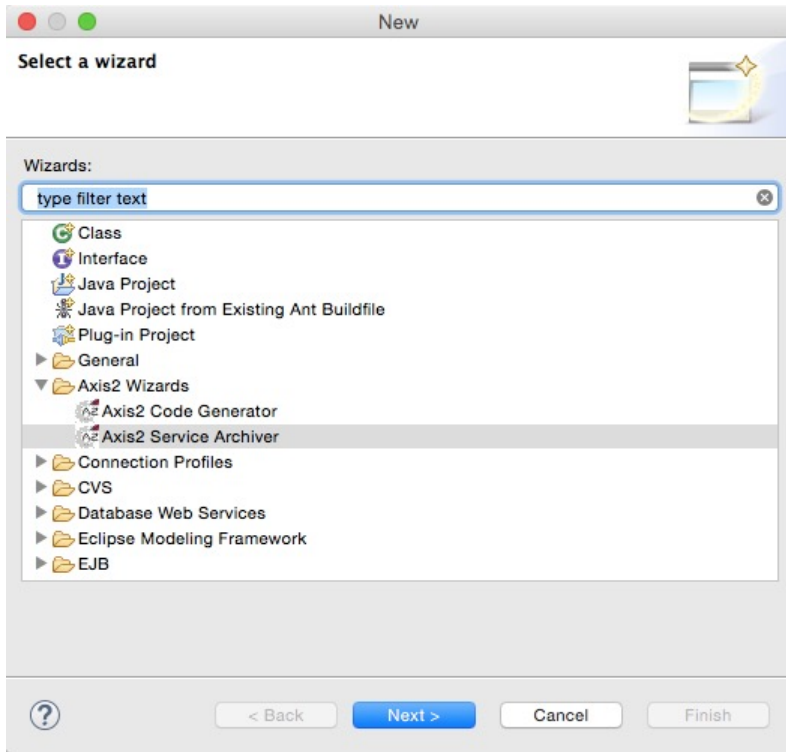 New
Select a wizard
Wizards:
type filter text
Class
Interface
Java Project
Java Project from Existing Ant Buildfile
Plug-in Project
General
Axis2 Wizards
Axis2 Code Generator
Axis2 Service Archiver
Connection Profiles
CVS
Database Web Services
Eclipse Modeling Framework
EJB
? < Back Next > Cancel Finish